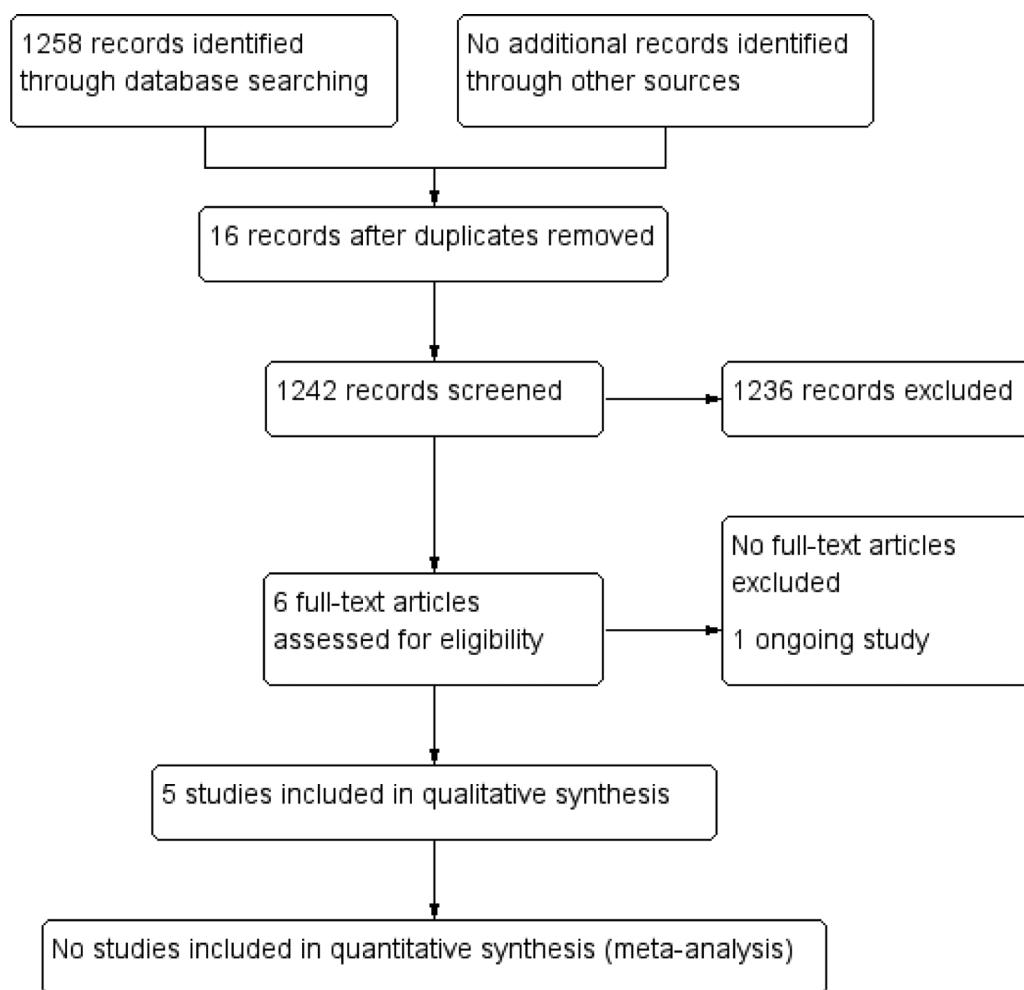 1258 records identified
through database searching
No additional records identified
through other sources
16 records after duplicates removed
1242 records screened
1236 records excluded
6 full-text articles
assessed for eligibility
No full-text articles
excluded
1 ongoing study
5 studies included in qualitative synthesis
No studies included in quantitative synthesis (meta-analysis)